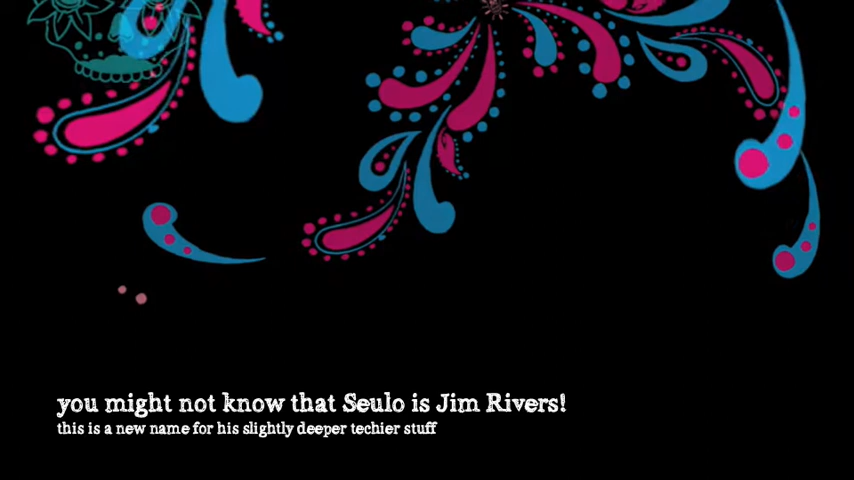 you might not know that Seulo is Jim Rivers!
this is a new name for his slightly deeper techier stuff